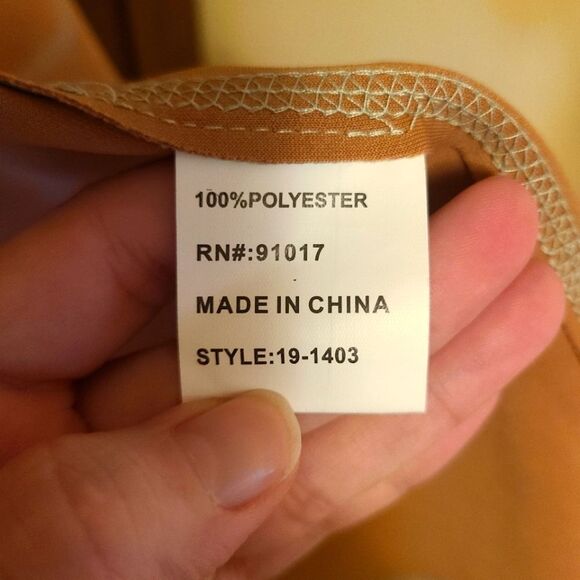 100%POLYESTER
RN#:91017
MADE IN CHINA
STYLE:19-1403